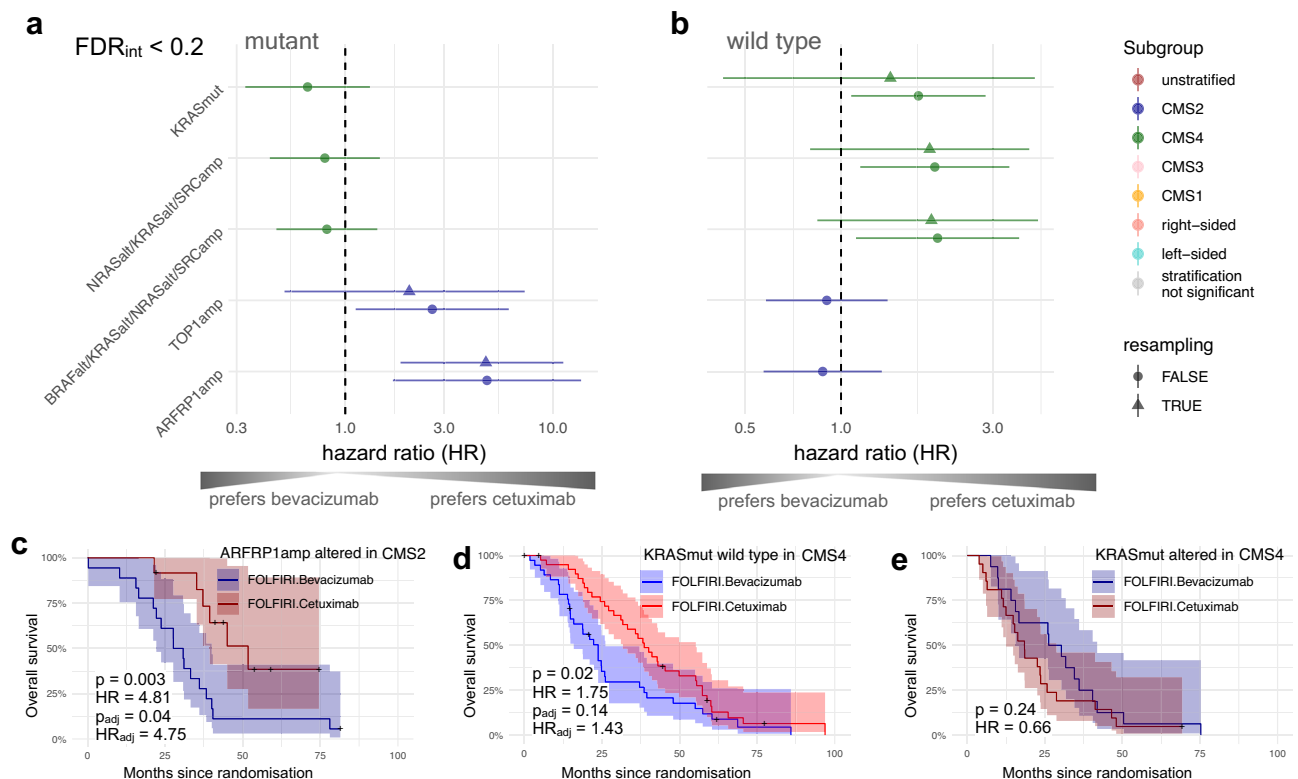 a
FDRint < 0.2
mutant
KRASmut
NRASalt/KRASalt/SRCamp
BRAFalt/KRASalt/NRASalt/SRCamp
TOP1amp
ARFRP1amp
0.3
1.0
3.0
10.0
hazard ratio (HR)
prefers bevacizumab
prefers cetuximab
b
wild type
0.5
1.0
3.0
hazard ratio (HR)
prefers bevacizumab
prefers cetuximab
Subgroup
unstratified
CMS2
CMS4
CMS3
CMS1
right−sided
left−sided
stratification
not significant
resampling
FALSE
TRUE
c
ARFRP1amp altered in CMS2
FOLFIRI.Bevacizumab
FOLFIRI.Cetuximab
Overall survival
100%
75%
50%
25%
0%
p = 0.003
HR = 4.81
padj = 0.04
HRadj = 4.75
0
25
50
75
100
Months since randomisation
d
KRASmut wild type in CMS4
FOLFIRI.Bevacizumab
FOLFIRI.Cetuximab
Overall survival
100%
75%
50%
25%
0%
p = 0.02
HR = 1.75
padj = 0.14
HRadj = 1.43
0
25
50
75
100
Months since randomisation
e
KRASmut altered in CMS4
FOLFIRI.Bevacizumab
FOLFIRI.Cetuximab
Overall survival
100%
75%
50%
25%
0%
p = 0.24
HR = 0.66
0
25
50
75
100
Months since randomisation